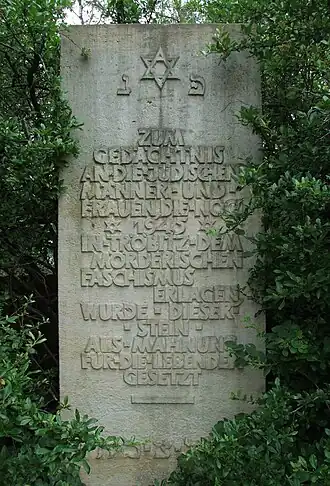 פ נ
ZUM
GEDÄCHTNIS
AN·DIE·JÜDISCHEN
MÄNNER·UND·
FRAUEN·DIE·NOCH
1945
IN·TRÖBITZ·DEM
MÖRDERISCHEN
FASCHISMUS
ERLAGEN
WURDE·DIESER
·STEIN·
ALS·MAHNUNG
FÜR·DIE·LEBENDEN
GESETZT